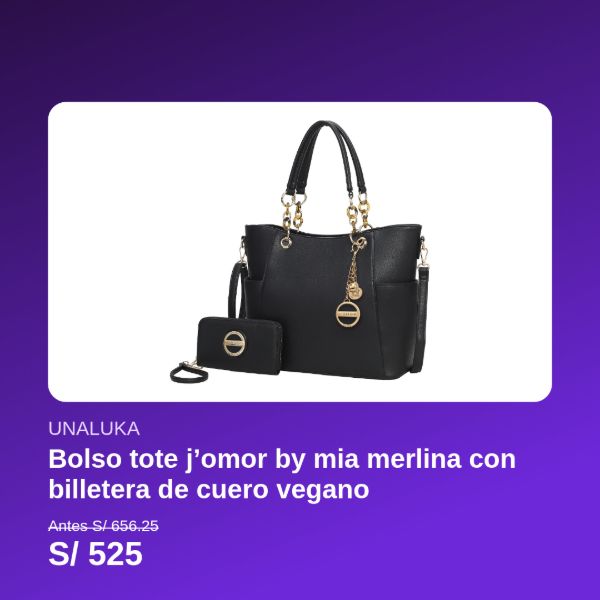 UNALUKA
Bolso tote j’omor by mia merlina con
billetera de cuero vegano
Antes S/ 656.25
S/ 525